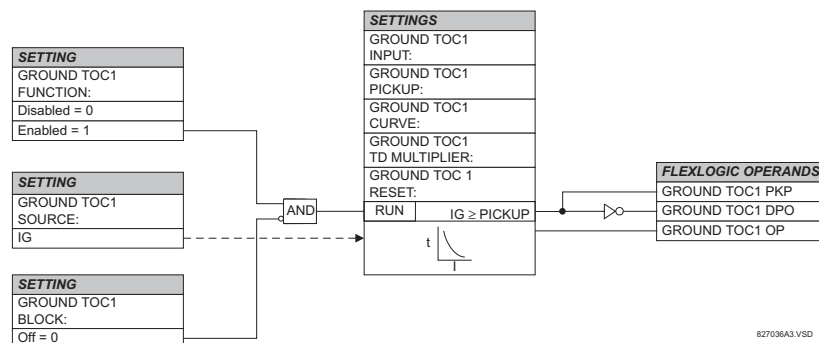 SETTING
GROUND TOC1
FUNCTION:
Disabled = 0
Enabled = 1
SETTING
GROUND TOC1
SOURCE:
IG
SETTING
GROUND TOC1
BLOCK:
Off = 0
AND
SETTINGS
GROUND TOC1
INPUT:
GROUND TOC1
PICKUP:
GROUND TOC1
CURVE:
GROUND TOC1
TD MULTIPLIER:
GROUND TOC 1
RESET:
RUN IG ≥ PICKUP
t
I
FLEXLOGIC OPERANDS
GROUND TOC1 PKP
GROUND TOC1 DPO
GROUND TOC1 OP
827036A3.VSD